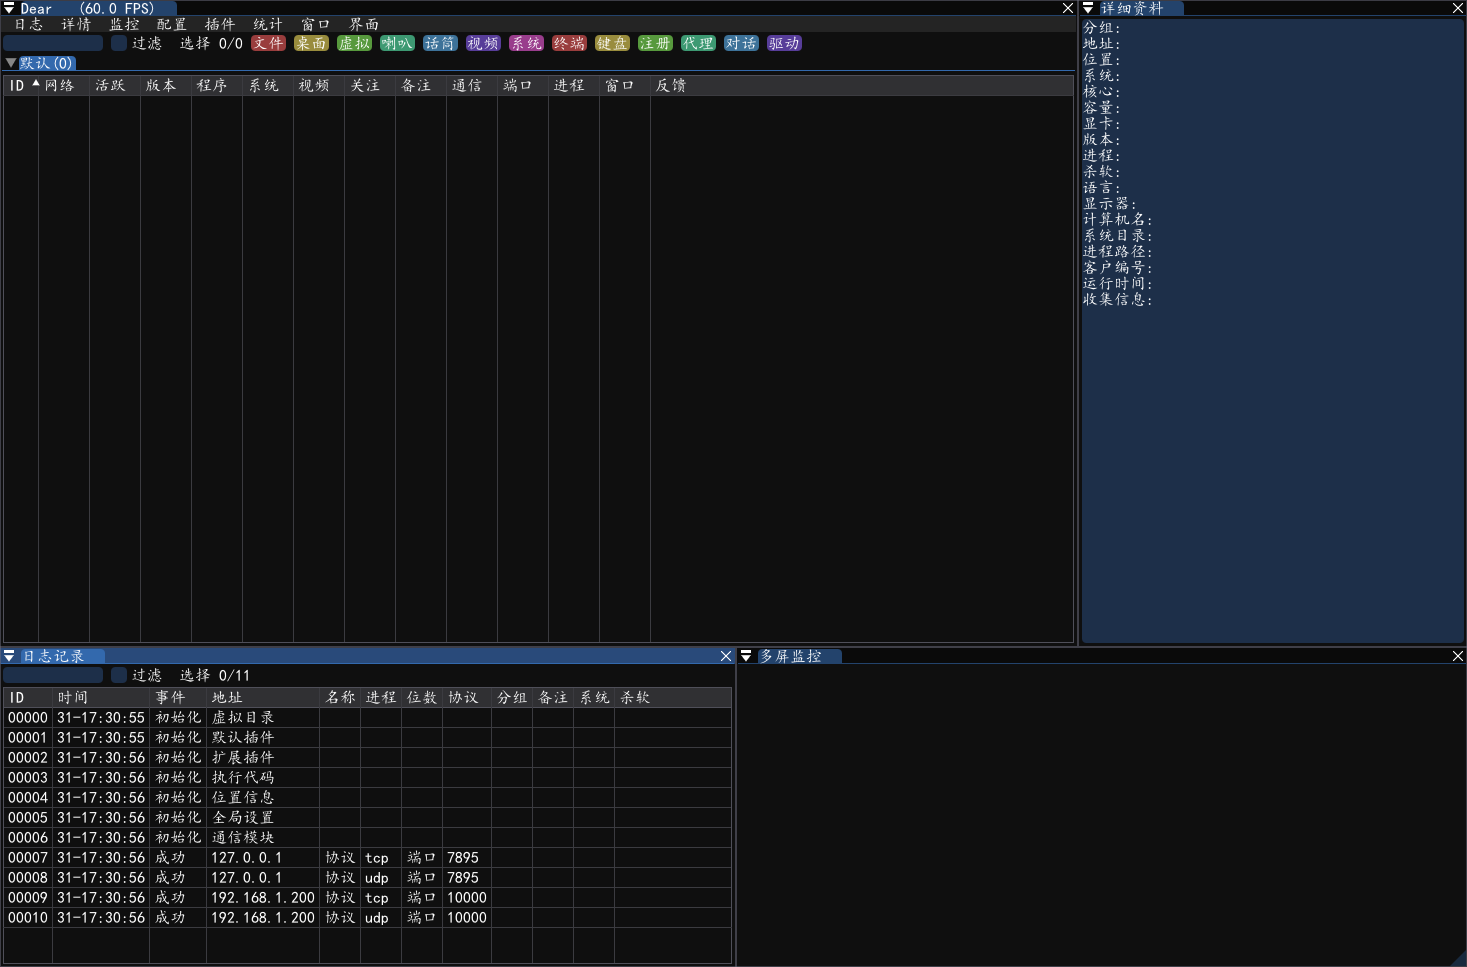 Dear (60.0 FPS)
日志 详情 监控 配置 插件 统计 窗口 界面
过滤 选择 0/0 文件 桌面 虚拟 喇叭 话筒 视频 系统 终端 键盘 注册 代理 对话 驱动
默认(0)
ID 网络 活跃 版本 程序 系统 视频 关注 备注 通信 端口 进程 窗口 反馈
详细资料
分组:
地址:
位置:
系统:
核心:
容量:
显卡:
版本:
进程:
杀软:
语言:
显示器:
计算机名:
系统目录:
进程路径:
客户编号:
运行时间:
收集信息:
日志记录
过滤 选择 0/11
ID 时间 事件 地址 名称 进程 位数 协议 分组 备注 系统 杀软
00000 31-17:30:55 初始化 虚拟目录
00001 31-17:30:55 初始化 默认插件
00002 31-17:30:56 初始化 扩展插件
00003 31-17:30:56 初始化 执行代码
00004 31-17:30:56 初始化 位置信息
00005 31-17:30:56 初始化 全局设置
00006 31-17:30:56 初始化 通信模块
00007 31-17:30:56 成功 127.0.0.1 协议 tcp 端口 7895
00008 31-17:30:56 成功 127.0.0.1 协议 udp 端口 7895
00009 31-17:30:56 成功 192.168.1.200 协议 tcp 端口 10000
00010 31-17:30:56 成功 192.168.1.200 协议 udp 端口 10000
多屏监控